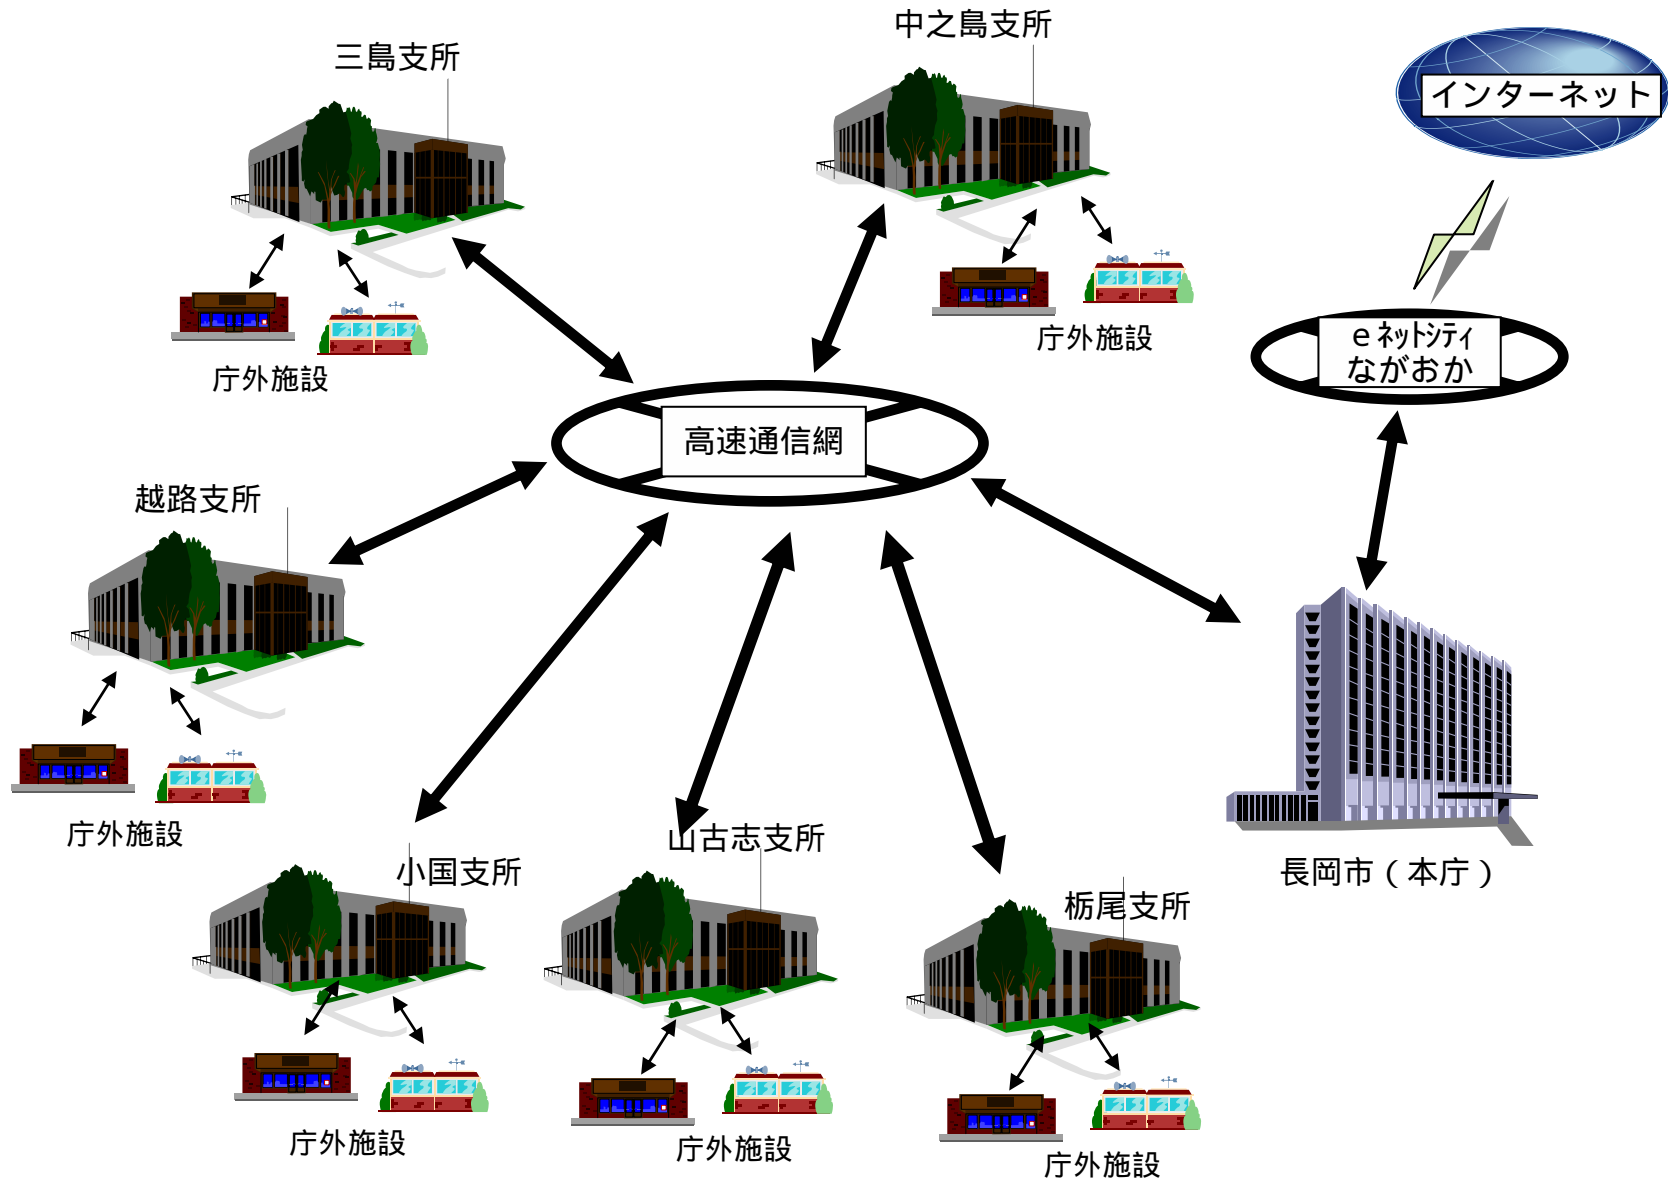 中之島支所
三島支所
インターネット
eﾈｯﾄｼﾃｨ
ながおか
庁外施設
庁外施設
高速通信網
越路支所
庁外施設
山古志支所
小国支所
長岡市(本庁)
栃尾支所
庁外施設
庁外施設
庁外施設